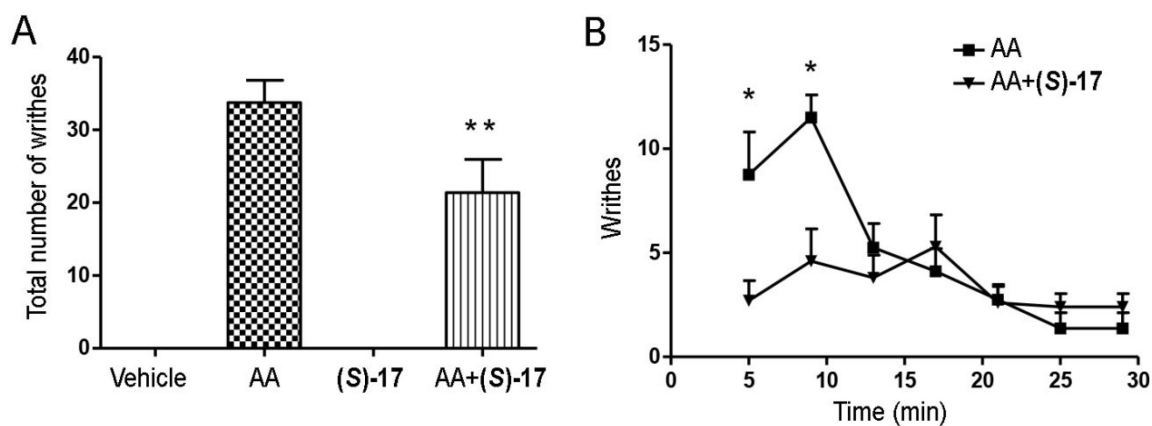 A
Total number of writhes
40
30
20
10
0
Vehicle AA (S)-17 AA+(S)-17
**
B
Writhes
15
10
5
0
0 5 10 15 20 25 30
Time (min)
AA
AA+(S)-17
* *